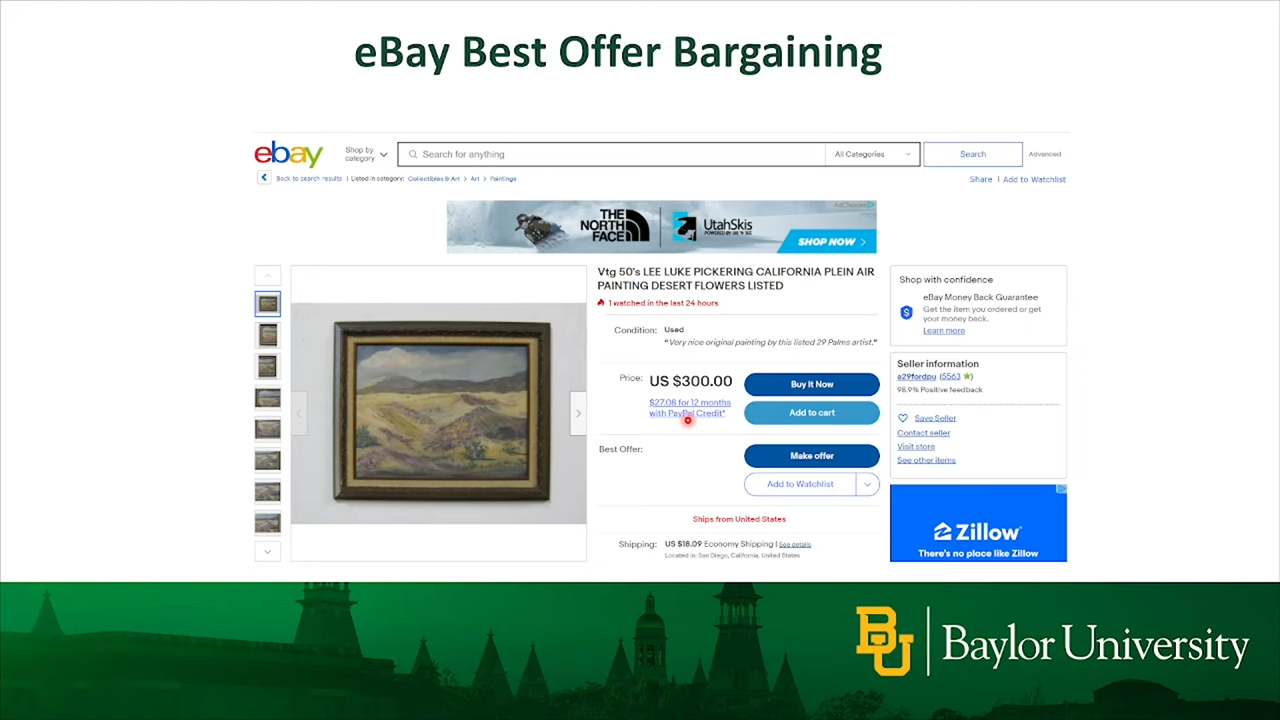 eBay Best Offer Bargaining
ebay
Shop by
category
Search for anything
All Categories
Search
Advanced
Back to search results | Listed in category: Collectibles & Art > Art > Paintings
Share | Add to Watchlist
AdChoices
THE
NORTH
FACE
UtahSkis
POWERED BY SKI 'N SEE
SHOP NOW >
Vtg 50's LEE LUKE PICKERING CALIFORNIA PLEIN AIR
PAINTING DESERT FLOWERS LISTED
1 watched in the last 24 hours
Condition: Used
"Very nice original painting by this listed 29 Palms artist."
Price: US $300.00
Buy It Now
$27.08 for 12 months
with PayPal Credit*
Add to cart
Best Offer:
Make offer
Add to Watchlist
Ships from United States
Shipping: US $18.09 Economy Shipping | See details
Located in: San Diego, California, United States
Shop with confidence
eBay Money Back Guarantee
Get the item you ordered or get
your money back.
Learn more
Seller information
a29fordpu (5563)
98.9% Positive feedback
Save Seller
Contact seller
Visit store
See other items
Zillow
There's no place like Zillow
BU
Baylor University